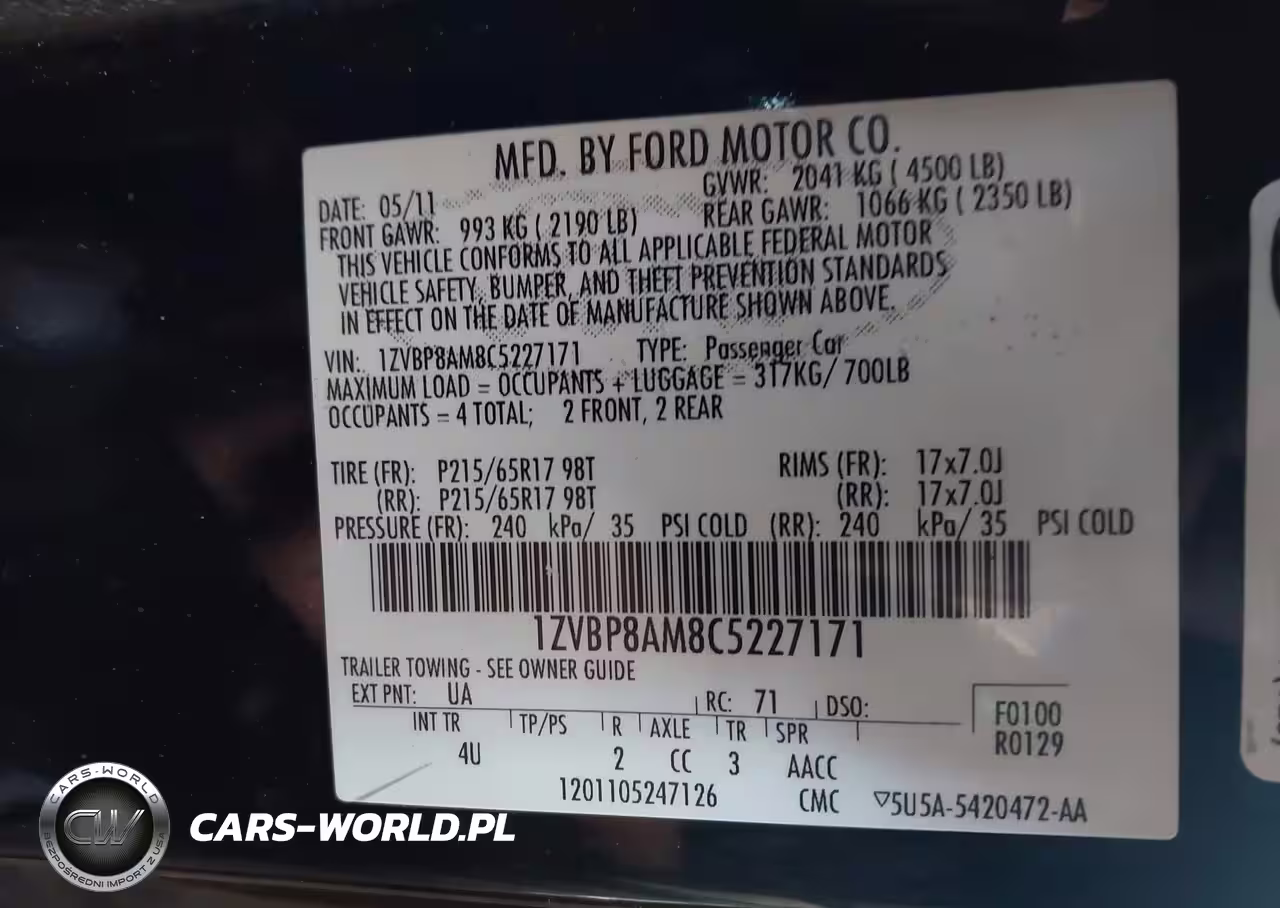 MFD. BY FORD MOTOR CO.
DATE: 05/11 GVWR: 2041 KG ( 4500 LB)
FRONT GAWR: 993 KG ( 2190 LB) REAR GAWR: 1066 KG ( 2350 LB)
THIS VEHICLE CONFORMS TO ALL APPLICABLE FEDERAL MOTOR
VEHICLE SAFETY, BUMPER, AND THEFT PREVENTION STANDARDS
IN EFFECT ON THE DATE OF MANUFACTURE SHOWN ABOVE.
VIN: 1ZVBP8AM8C5227171 TYPE: Passenger Car
MAXIMUM LOAD = OCCUPANTS + LUGGAGE = 317KG/ 700LB
OCCUPANTS = 4 TOTAL; 2 FRONT, 2 REAR
TIRE (FR): P215/65R17 98T RIMS (FR): 17x7.0J
(RR): P215/65R17 98T (RR): 17x7.0J
PRESSURE (FR): 240 kPa/ 35 PSI COLD (RR): 240 kPa/ 35 PSI COLD
1ZVBP8AM8C5227171
TRAILER TOWING - SEE OWNER GUIDE
EXT PNT: UA RC: 71 DSO:
INT TR TP/PS R AXLE TR SPR
4U 2 CC 3 AACC
F0100
R0129
1201105247126 CMC ▽5U5A-5420472-AA
CARS-WORLD
CW
BEZPOŚREDNI IMPORT Z USA
CARS-WORLD.PL